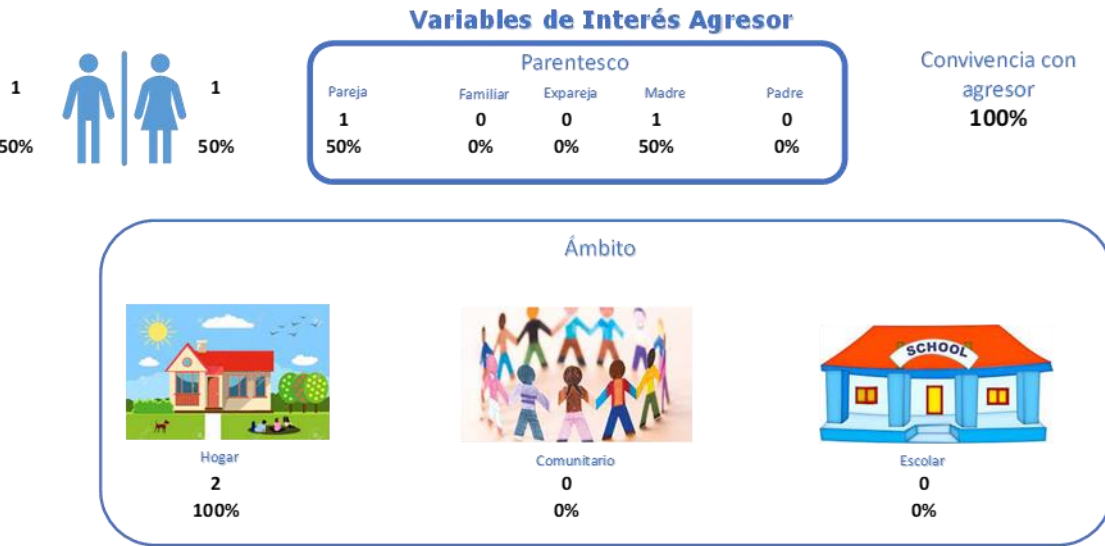 Variables de Interés Agresor
1
1
50%
50%
Parentesco
Pareja Familiar Expareja Madre Padre
1 0 0 1 0
50% 0% 0% 50% 0%
Convivencia con
agresor
100%
Ámbito
SCHOOL
Hogar Comunitario Escolar
2 0 0
100% 0% 0%